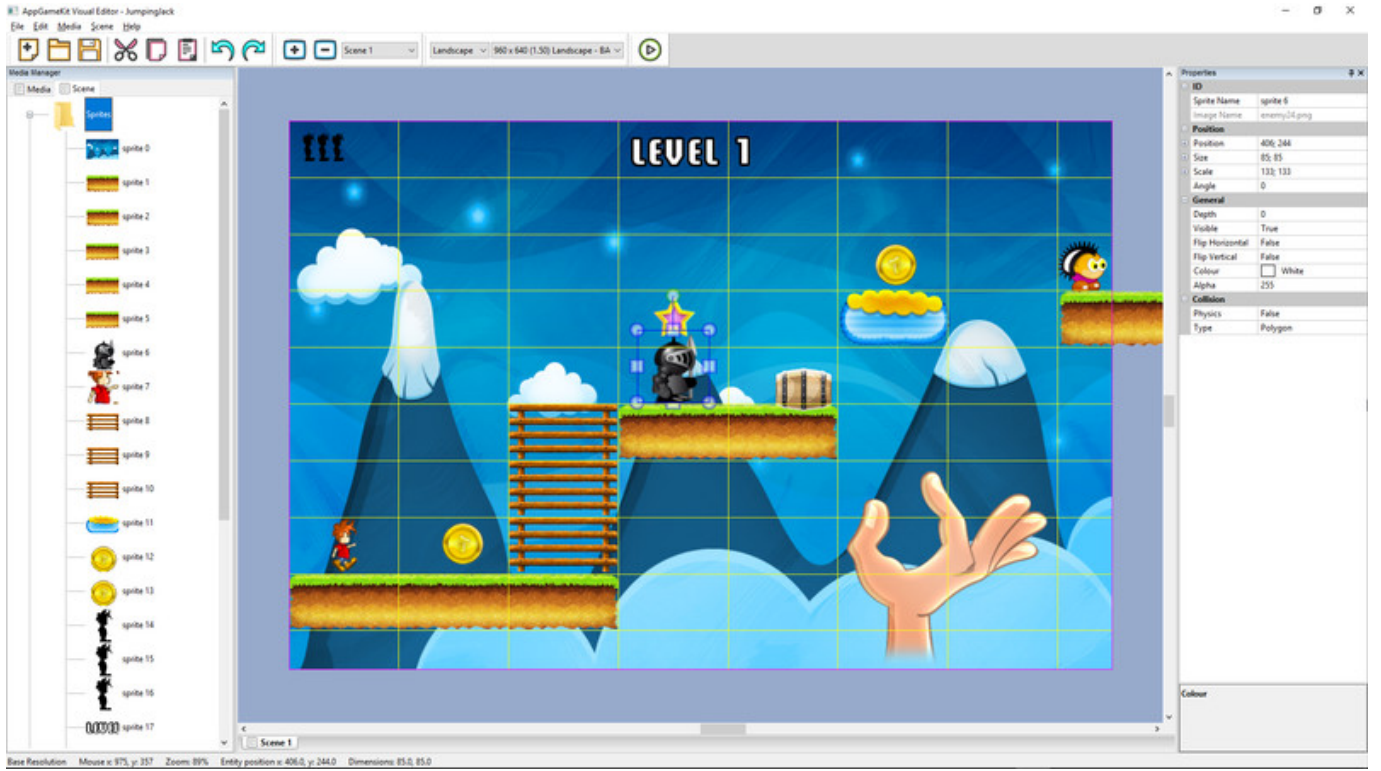 AppGameKit Visual Editor - JumpingJack
File Edit Media Scene Help
Scene 1
Landscape
960 x 640 (1.50) Landscape - BA
Media Manager
Media Scene
Sprites
sprite 0
sprite 1
sprite 2
sprite 3
sprite 4
sprite 5
sprite 6
sprite 7
sprite 8
sprite 9
sprite 10
sprite 11
sprite 12
sprite 13
sprite 14
sprite 15
sprite 16
LEVEL sprite 17
LEVEL 1
Scene 1
Properties
ID
Sprite Name sprite 6
Image Name enemy24.png
Position
Position 406; 244
Size 85; 85
Scale 133; 133
Angle 0
General
Depth 0
Visible True
Flip Horizontal False
Flip Vertical False
Colour White
Alpha 255
Collision
Physics False
Type Polygon
Colour
Base Resolution Mouse x: 975, y: 357 Zoom: 89% Entity position x: 406.0, y: 244.0 Dimensions: 85.0, 85.0